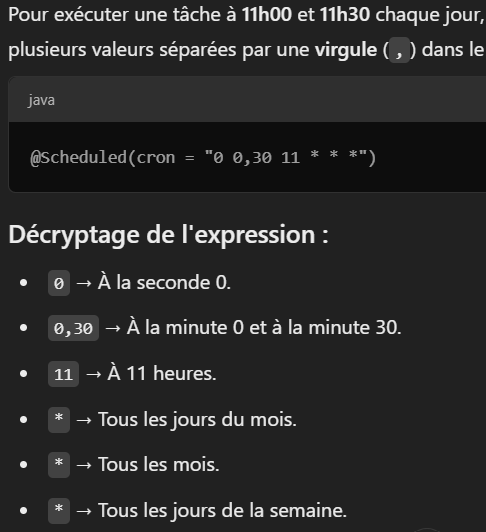 Pour exécuter une tâche à 11h00 et 11h30 chaque jour,
plusieurs valeurs séparées par une virgule ( , ) dans le
java
@Scheduled(cron = "0 0,30 11 * * *")
Décryptage de l'expression :
• 0 → À la seconde 0.
• 0,30 → À la minute 0 et à la minute 30.
• 11 → À 11 heures.
• * → Tous les jours du mois.
• * → Tous les mois.
• * → Tous les jours de la semaine.